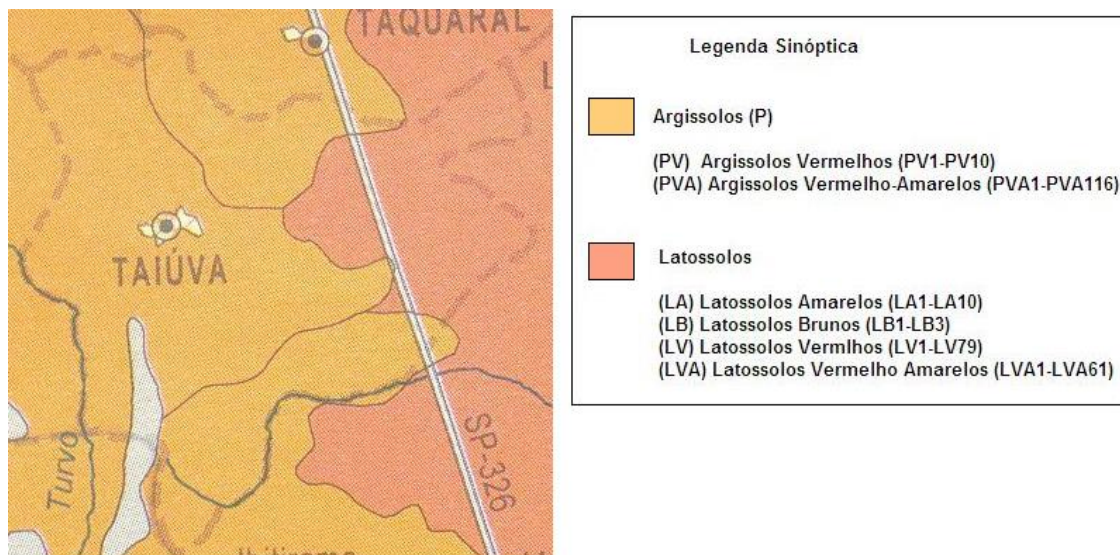 TAQUARAL
L
TAIÚVA
Turvo
SP-326
Legenda Sinóptica
Argissolos (P)
(PV) Argissolos Vermelhos (PV1-PV10)
(PVA) Argissolos Vermelho-Amarelos (PVA1-PVA116)
Latossolos
(LA) Latossolos Amarelos (LA1-LA10)
(LB) Latossolos Brunos (LB1-LB3)
(LV) Latossolos Vermlhos (LV1-LV79)
(LVA) Latossolos Vermelho Amarelos (LVA1-LVA61)